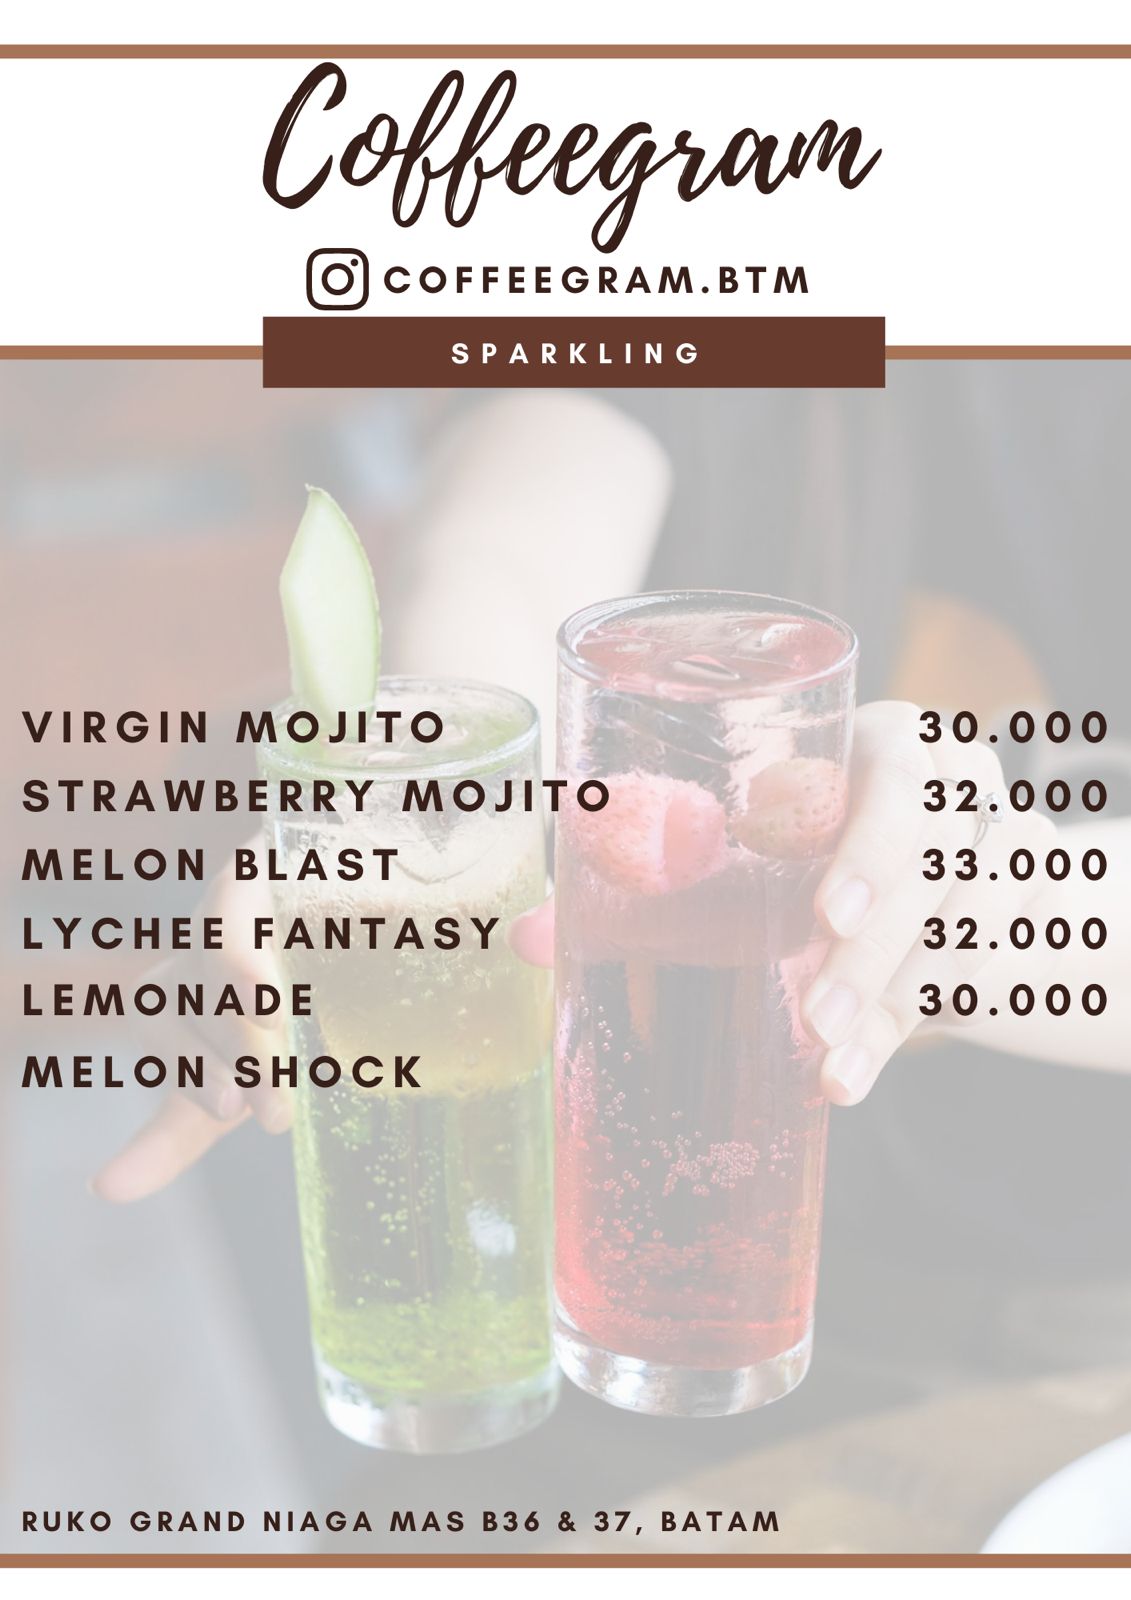 Coffeegram
COFFEEGRAM.BTM
SPARKLING
VIRGIN MOJITO 30.000
STRAWBERRY MOJITO 32.000
MELON BLAST 33.000
LYCHEE FANTASY 32.000
LEMONADE 30.000
MELON SHOCK
RUKO GRAND NIAGA MAS B36 & 37, BATAM